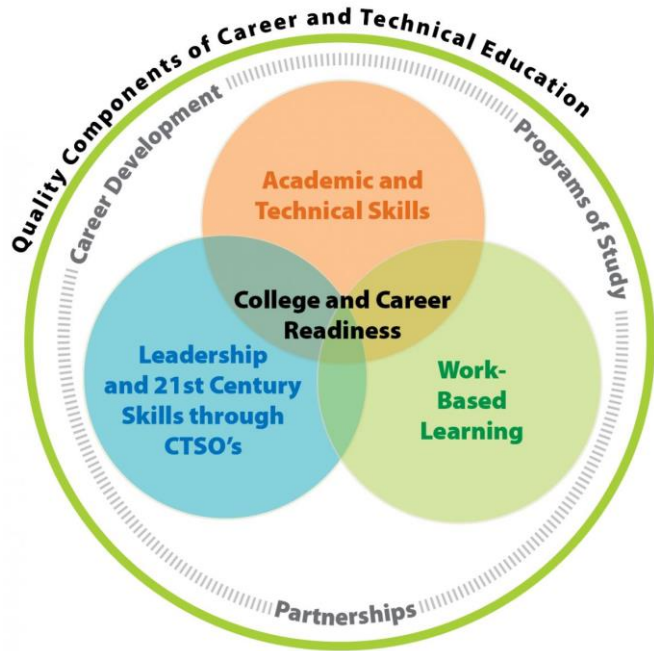 Quality Components of Career and Technical Education
Career Development
Programs of Study
Academic and
Technical Skills
College and Career
Readiness
Leadership
and 21st Century
Skills through
CTSO's
Work-
Based
Learning
Partnerships